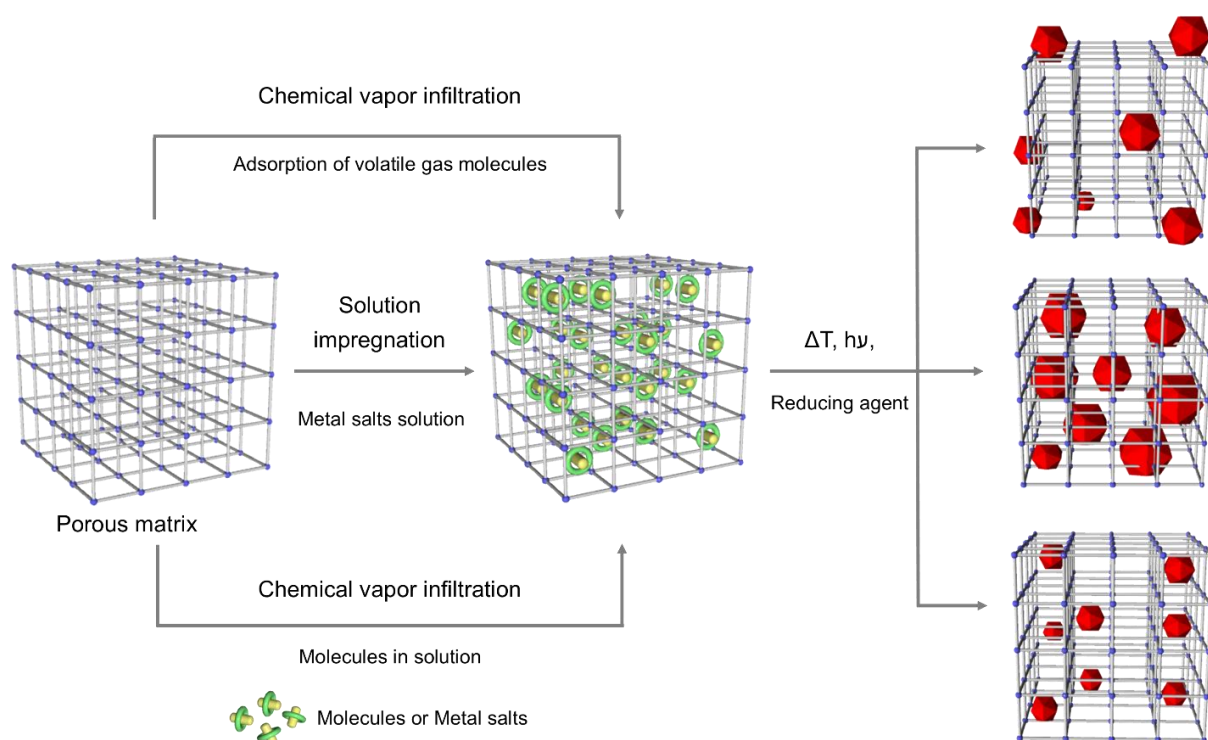 Chemical vapor infiltration
Adsorption of volatile gas molecules
Solution
impregnation
Metal salts solution
ΔT, hυ,
Reducing agent
Porous matrix
Chemical vapor infiltration
Molecules in solution
Molecules or Metal salts